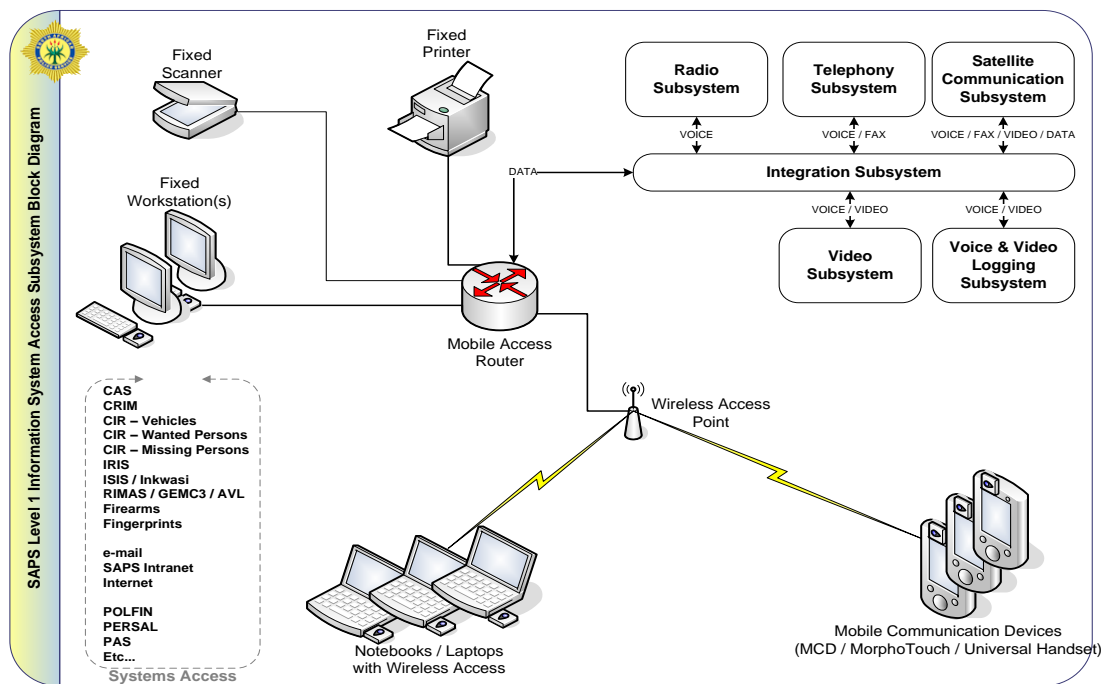 SAPS Level 1 Information System Access Subsystem Block Diagram
Fixed
Scanner
Fixed
Printer
Radio
Subsystem
Telephony
Subsystem
Satellite
Communication
Subsystem
VOICE
VOICE / FAX
VOICE / FAX / VIDEO / DATA
DATA
Integration Subsystem
VOICE / VIDEO
VOICE / VIDEO
Video
Subsystem
Voice & Video
Logging
Subsystem
Fixed
Workstation(s)
Mobile Access
Router
Wireless Access
Point
CAS
CRIM
CIR – Vehicles
CIR – Wanted Persons
CIR – Missing Persons
IRIS
ISIS / Inkwasi
RIMAS / GEMC3 / AVL
Firearms
Fingerprints
e-mail
SAPS Intranet
Internet
POLFIN
PERSAL
PAS
Etc...
Systems Access
Notebooks / Laptops
with Wireless Access
Mobile Communication Devices
(MCD / MorphoTouch / Universal Handset)